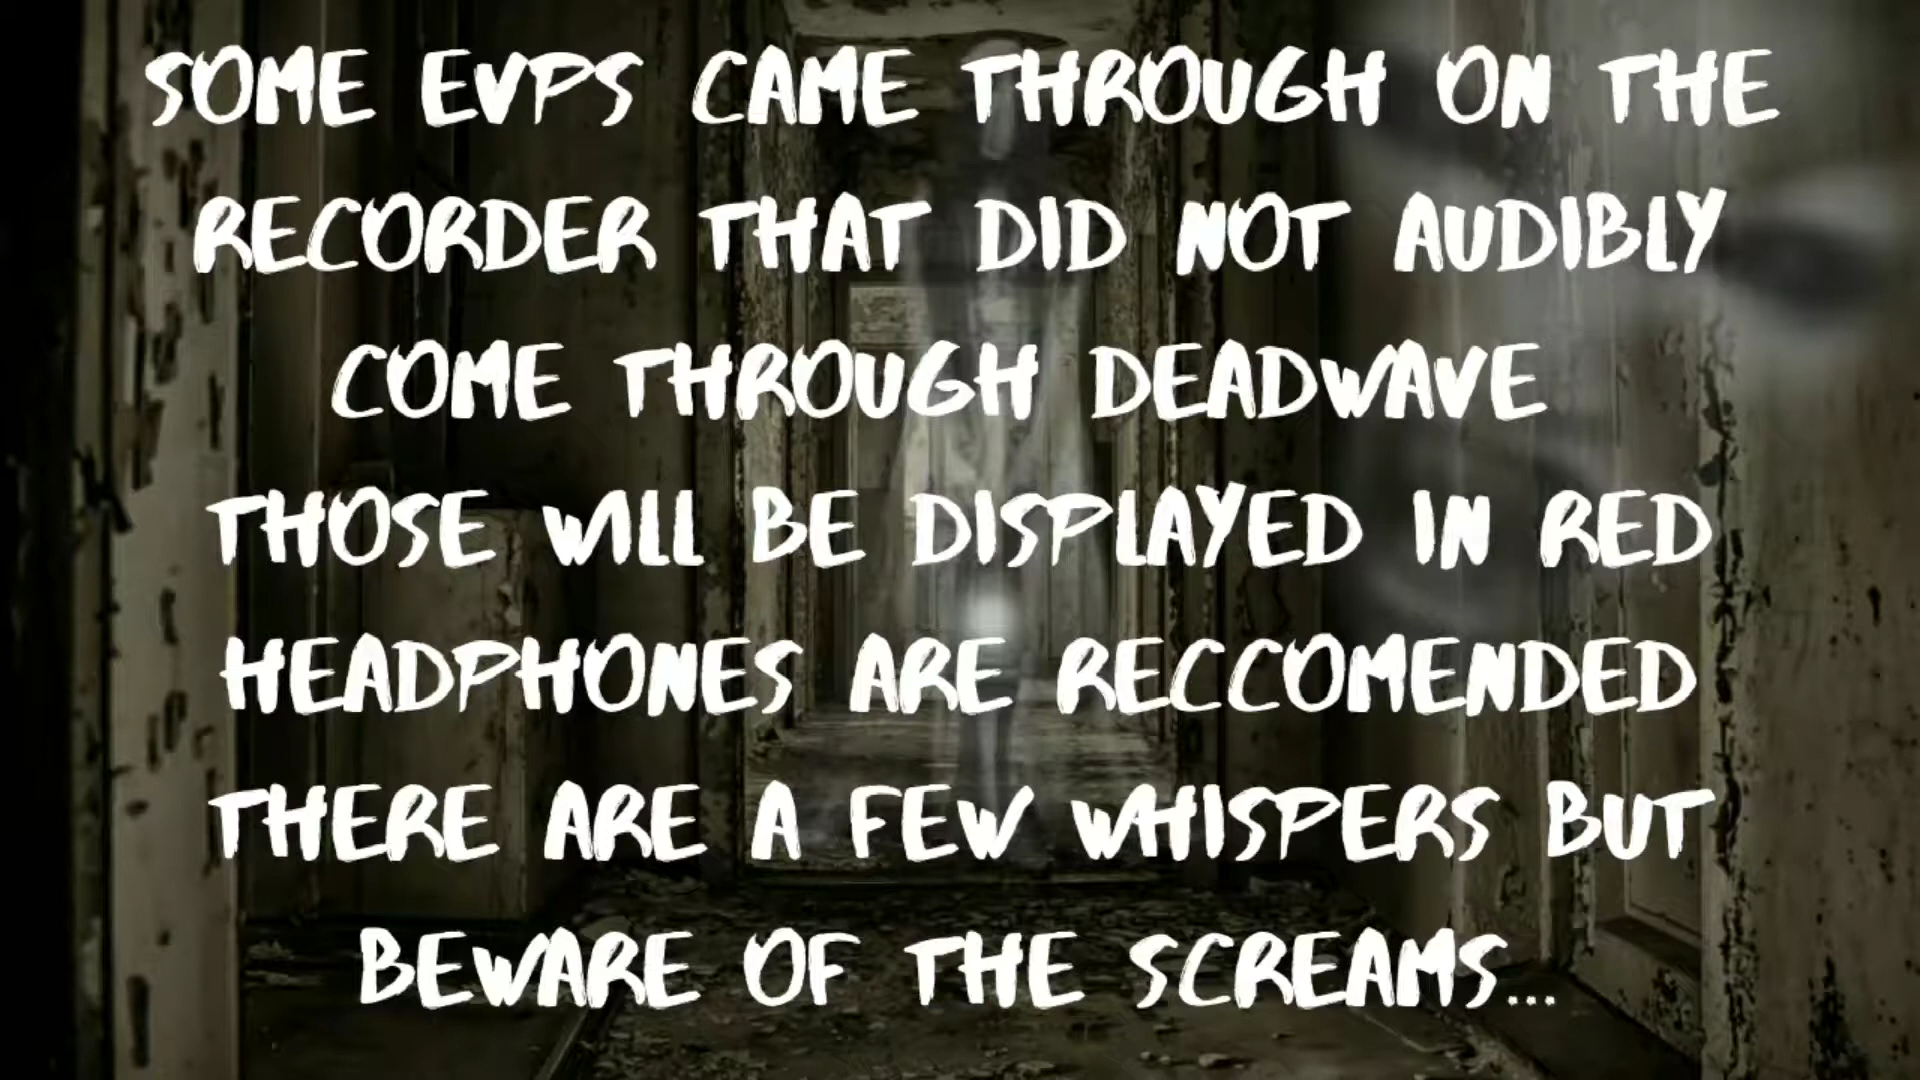 SOME EVPS CAME THROUGH ON THE
RECORDER THAT DID NOT AUDIBLY
COME THROUGH DEADWAVE
THOSE WILL BE DISPLAYED IN RED
HEADPHONES ARE RECCOMENDED
THERE ARE A FEW WHISPERS BUT
BEWARE OF THE SCREAMS...